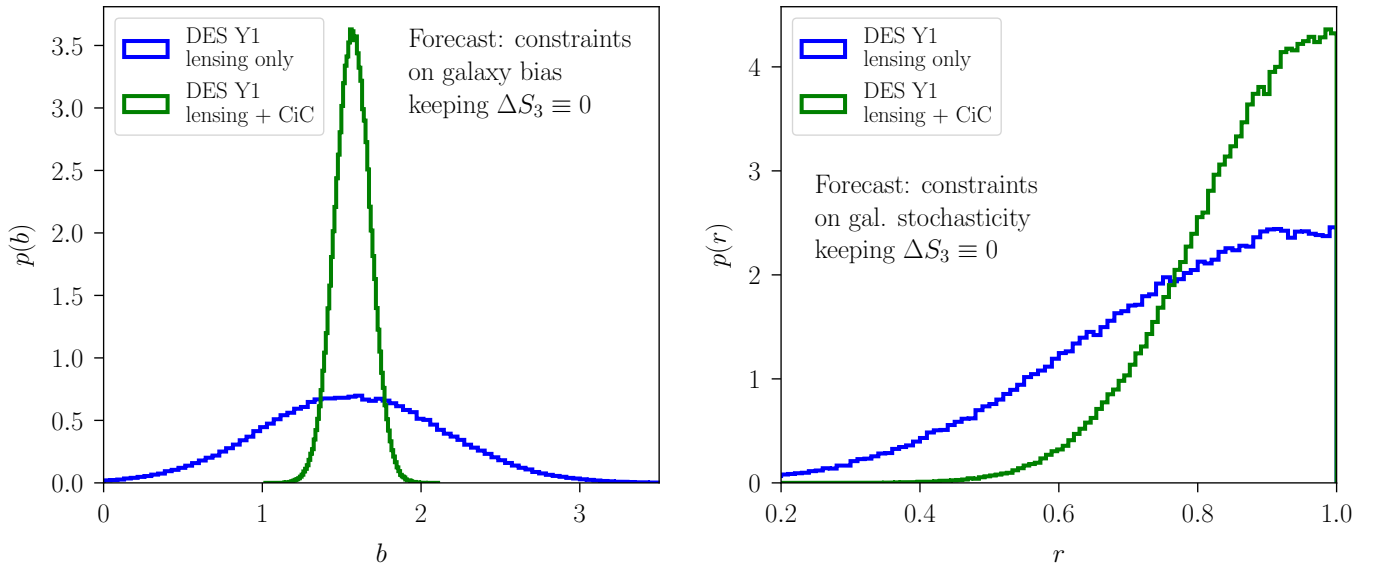 DES Y1
lensing only
DES Y1
lensing + CiC
Forecast: constraints
on galaxy bias
keeping ΔS₃ ≡ 0
p(b)
3.5
3.0
2.5
2.0
1.5
1.0
0.5
0.0
0 1 2 3
b
DES Y1
lensing only
DES Y1
lensing + CiC
Forecast: constraints
on gal. stochasticity
keeping ΔS₃ ≡ 0
p(r)
4
3
2
1
0
0.2 0.4 0.6 0.8 1.0
r